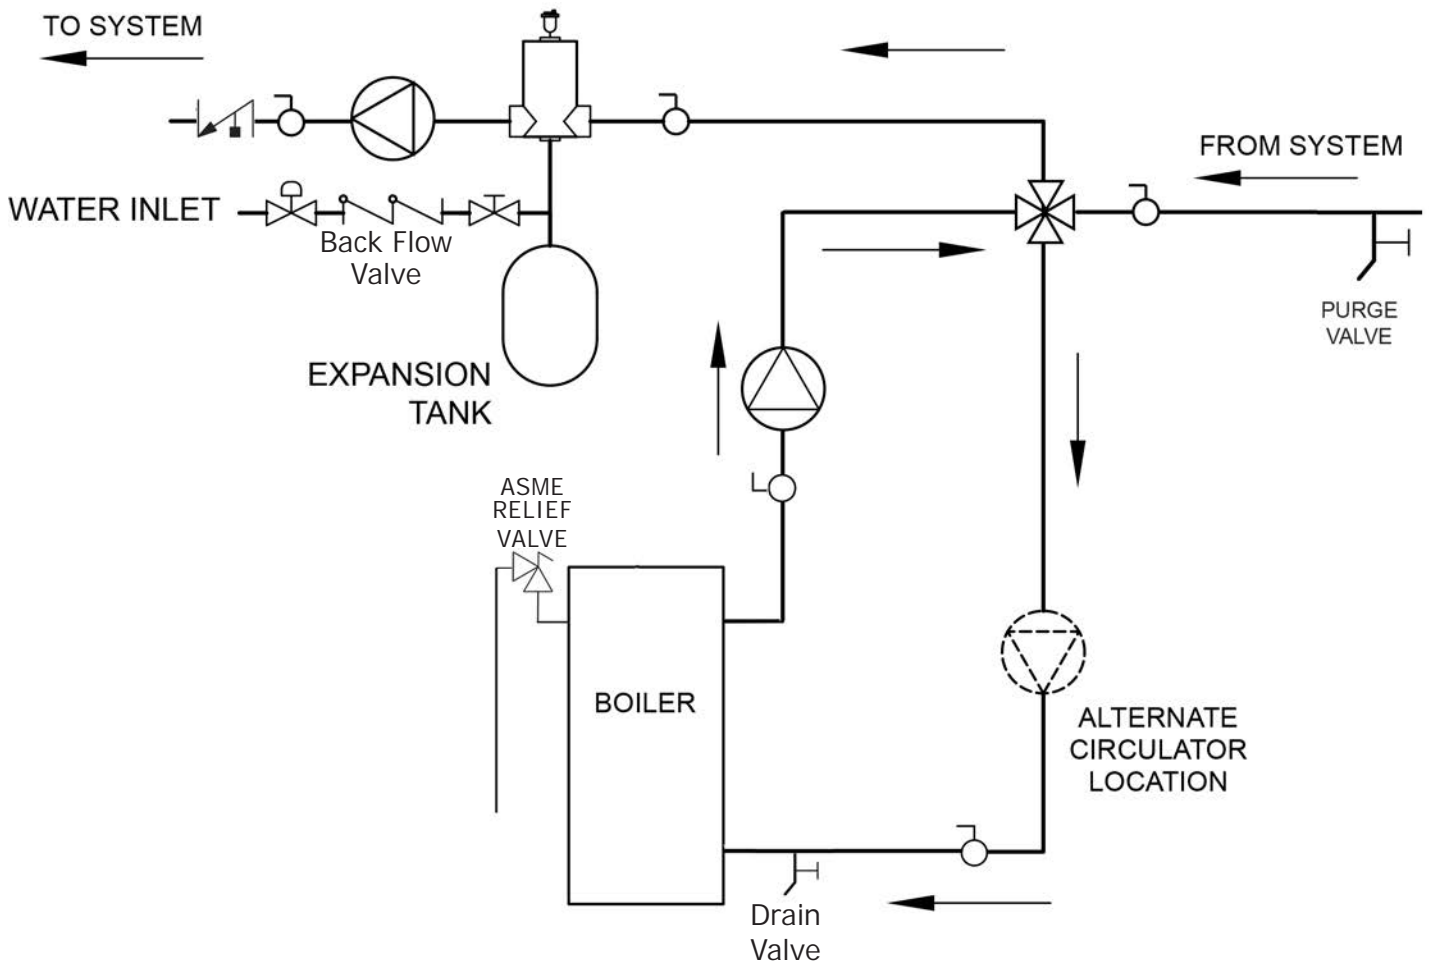 TO SYSTEM
FROM SYSTEM
WATER INLET
Back Flow
Valve
PURGE
VALVE
EXPANSION
TANK
ASME
RELIEF
VALVE
BOILER
ALTERNATE
CIRCULATOR
LOCATION
Drain
Valve